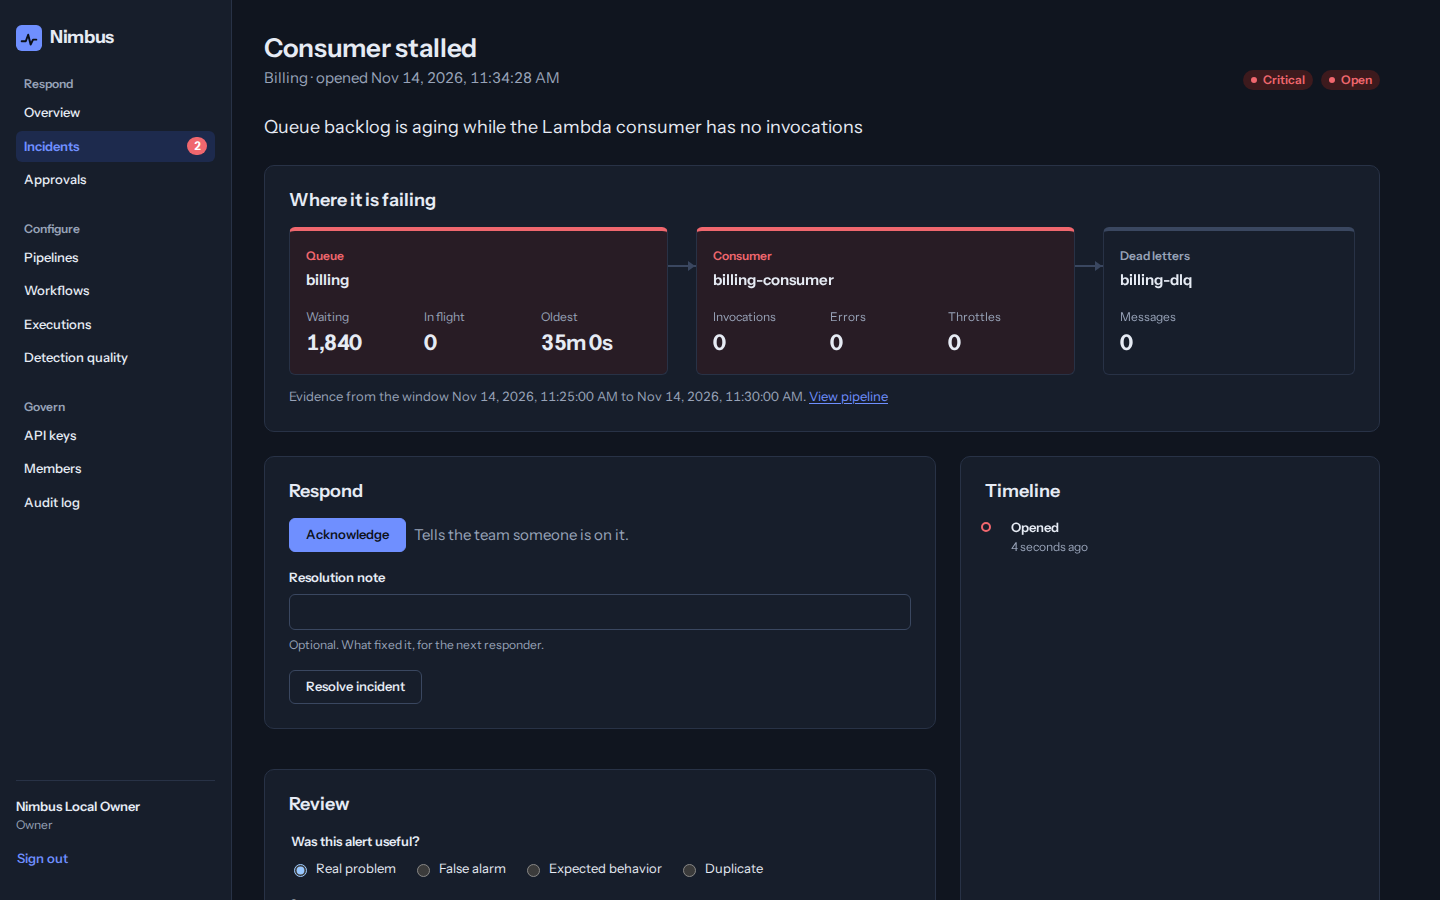 Nimbus
Respond
Overview
Incidents 2
Approvals
Configure
Pipelines
Workflows
Executions
Detection quality
Govern
API keys
Members
Audit log
Nimbus Local Owner
Owner
Sign out
Consumer stalled
Billing · opened Nov 14, 2026, 11:34:28 AM
Critical Open
Queue backlog is aging while the Lambda consumer has no invocations
Where it is failing
Queue
billing
Waiting In flight Oldest
1,840 0 35m 0s
Consumer
billing-consumer
Invocations Errors Throttles
0 0 0
Dead letters
billing-dlq
Messages
0
Evidence from the window Nov 14, 2026, 11:25:00 AM to Nov 14, 2026, 11:30:00 AM. View pipeline
Respond
Acknowledge Tells the team someone is on it.
Resolution note
Optional. What fixed it, for the next responder.
Resolve incident
Timeline
Opened
4 seconds ago
Review
Was this alert useful?
Real problem False alarm Expected behavior Duplicate